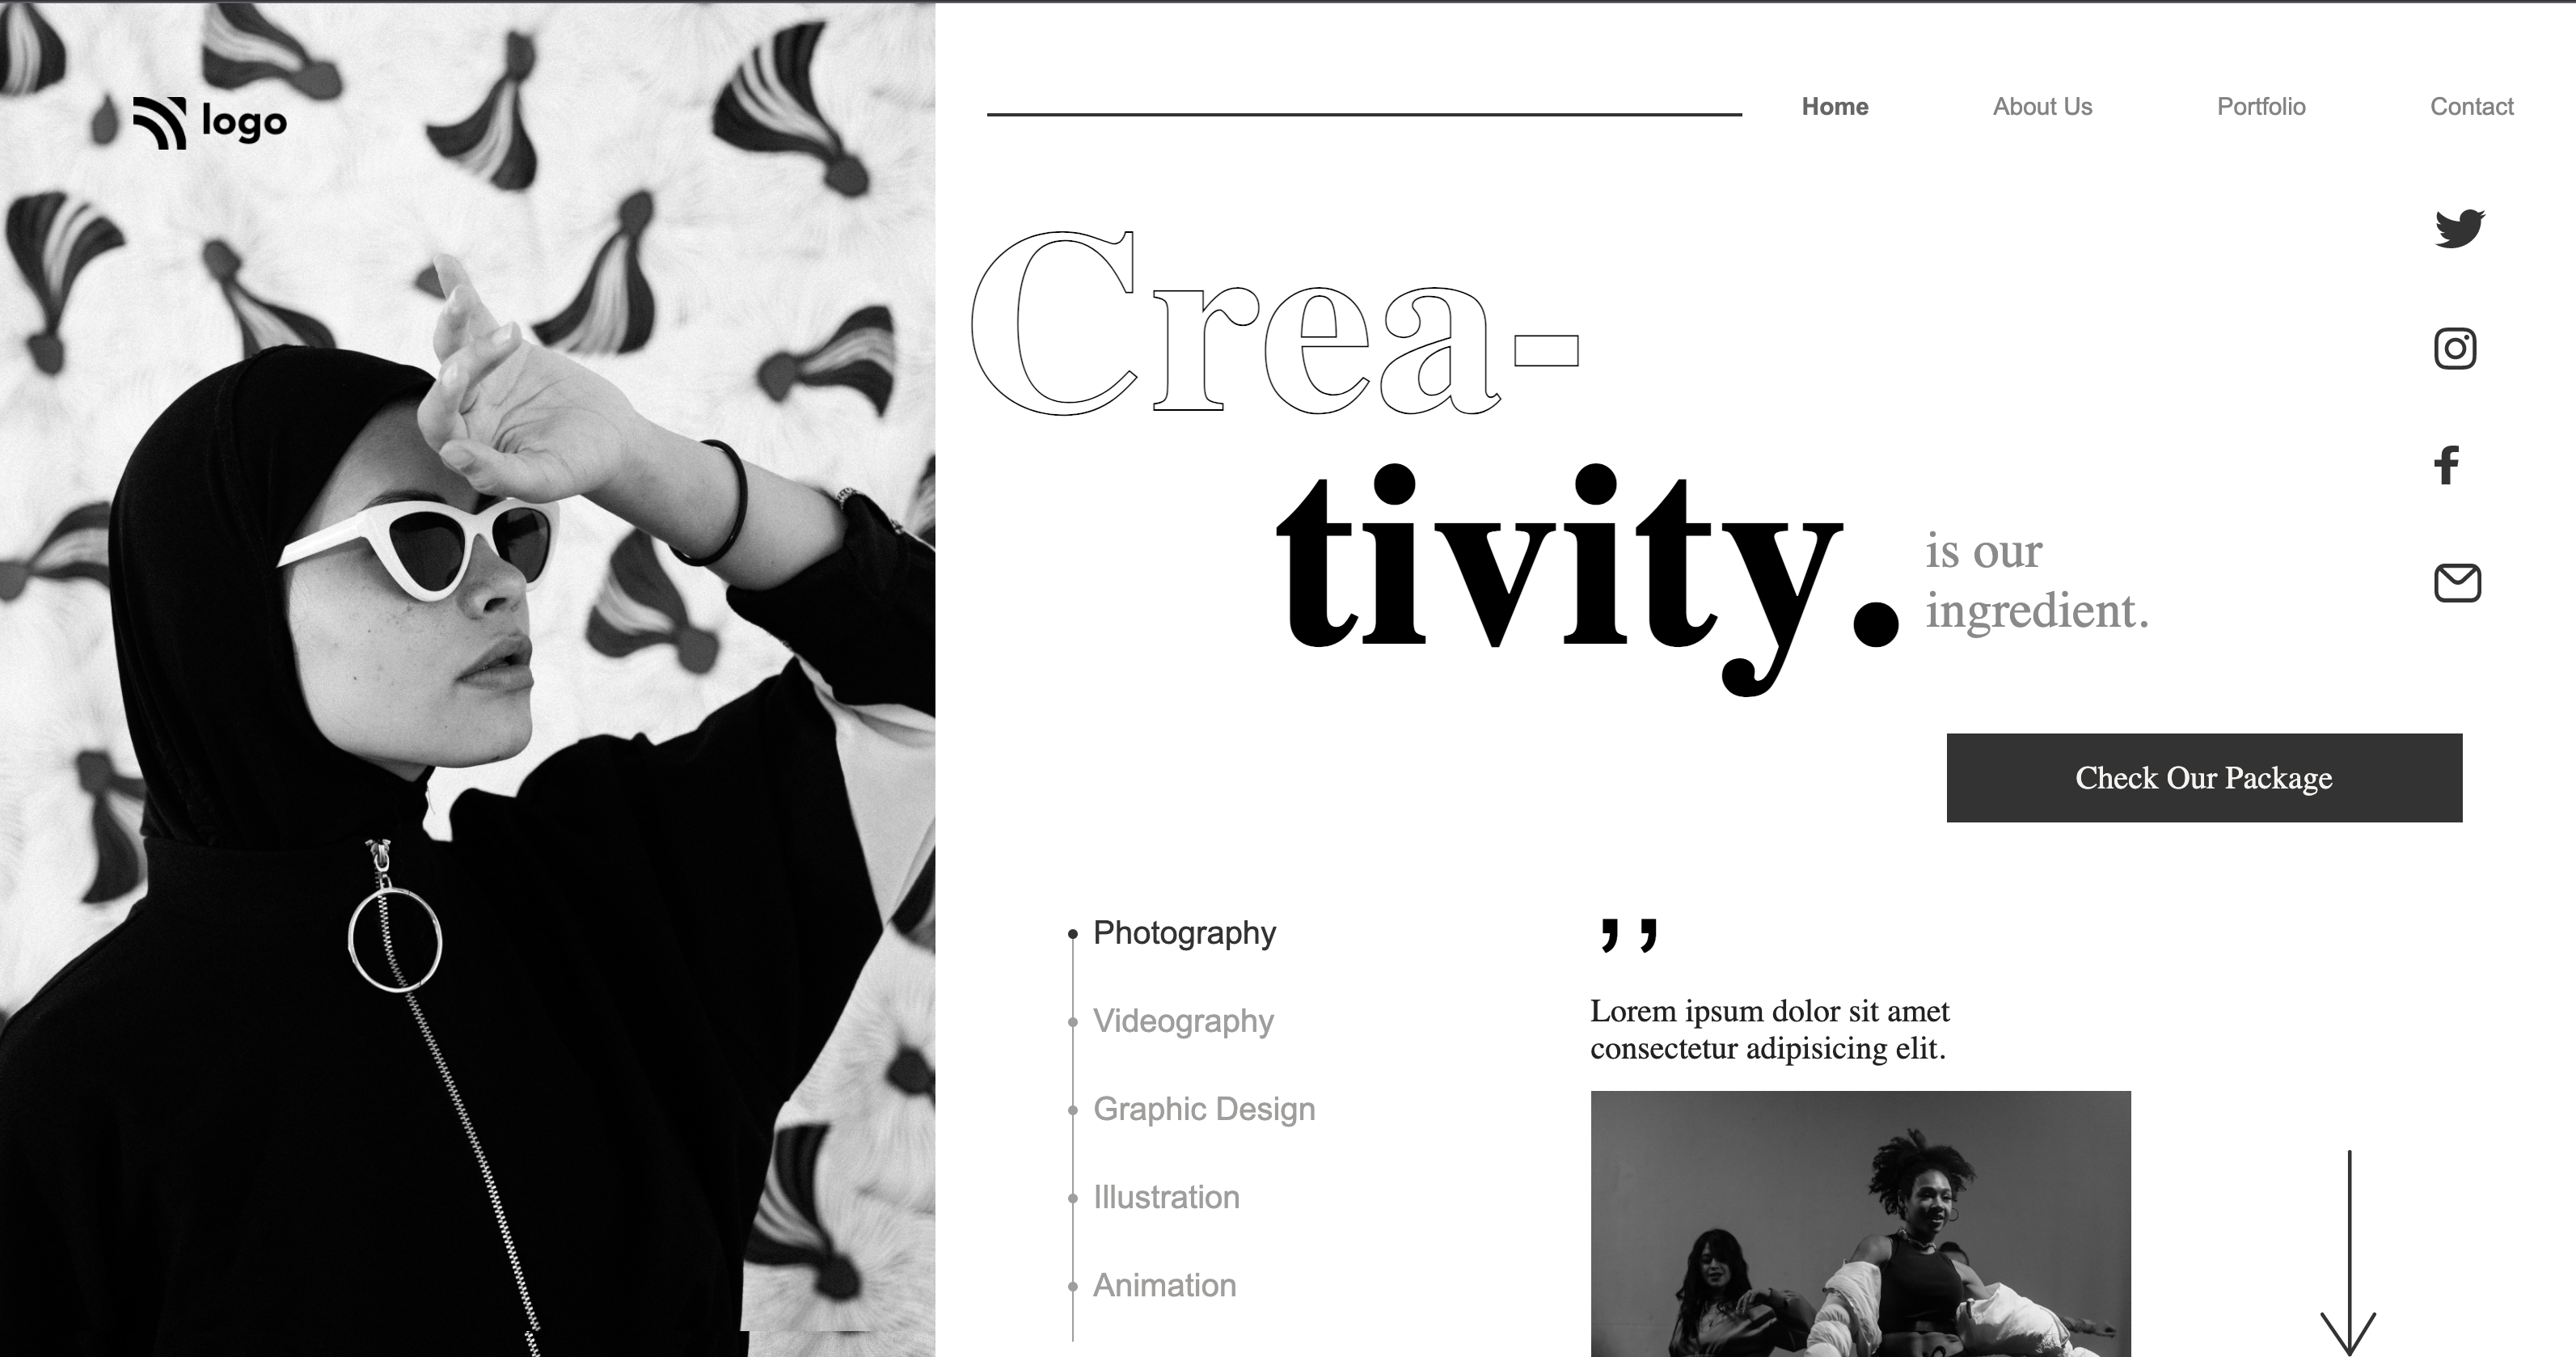 logo
Home About Us Portfolio Contact
Crea-
tivity.
is our
ingredient.
Check Our Package
Photography
Videography
Graphic Design
Illustration
Animation
”
Lorem ipsum dolor sit amet
consectetur adipisicing elit.